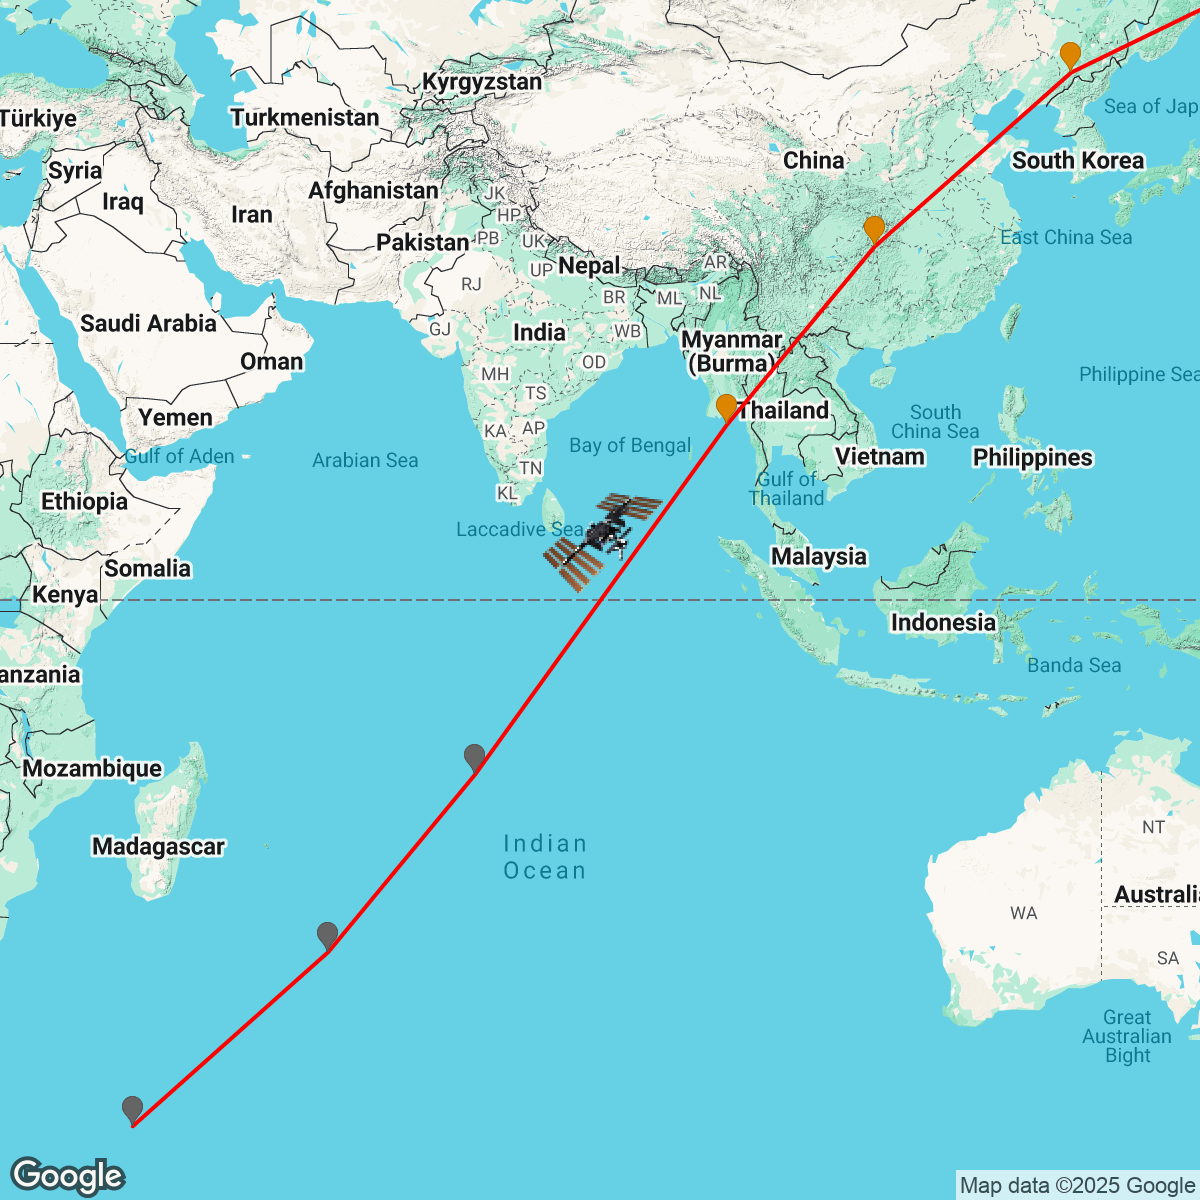 Kyrgyzstan
Türkiye
Turkmenistan
Sea of Jap
Syria
China
South Korea
Afghanistan
JK
Iraq
Iran
HP
Pakistan
PB
UK
East China Sea
Nepal
UP
AR
RJ
BR
ML
NL
Saudi Arabia
GJ
India
WB
Myanmar
(Burma)
Oman
OD
MH
Philippine Sea
TS
Yemen
Thailand
South
China Sea
KA
AP
Bay of Bengal
Gulf of Aden
Arabian Sea
Vietnam
Philippines
TN
Gulf of
Thailand
KL
Ethiopia
Laccadive Sea
Malaysia
Somalia
Kenya
Indonesia
Banda Sea
anzania
Mozambique
NT
Madagascar
Indian
Ocean
Australia
WA
SA
Great
Australian
Bight
Google
Map data ©2025 Google